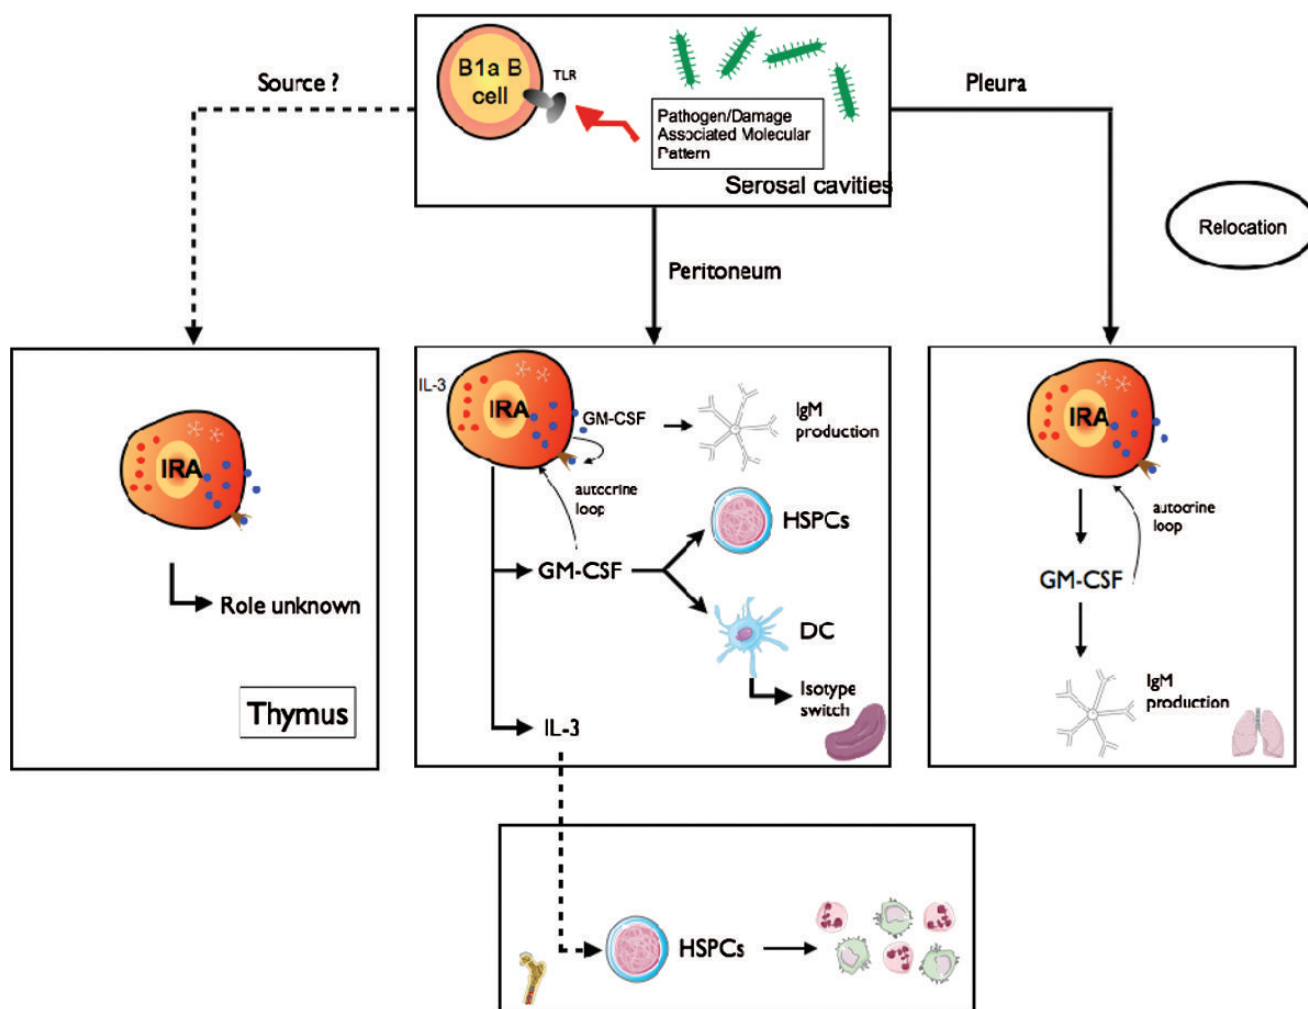 B1a B
cell
TLR
Pathogen/Damage
Associated Molecular
Pattern
Serosal cavities
Source ?
Pleura
Peritoneum
Relocation
IRA
Role unknown
Thymus
IL-3
IRA
GM-CSF
IgM
production
autocrine
loop
GM-CSF
HSPCs
DC
Isotype
switch
IL-3
IRA
autocrine
loop
GM-CSF
IgM
production
HSPCs